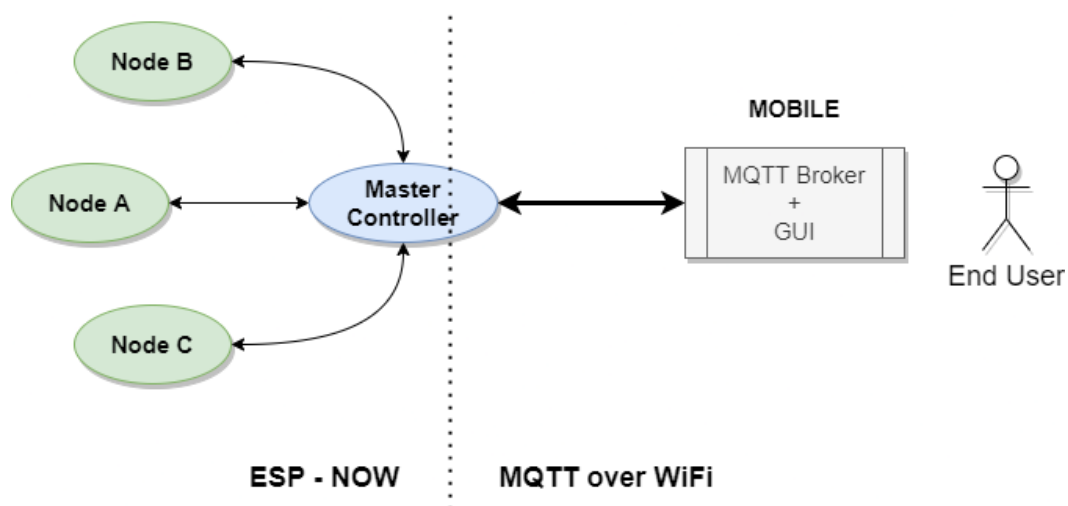 Node B
MOBILE
MQTT Broker
+
GUI
Node A
Master
Controller
End User
Node C
ESP - NOW
MQTT over WiFi